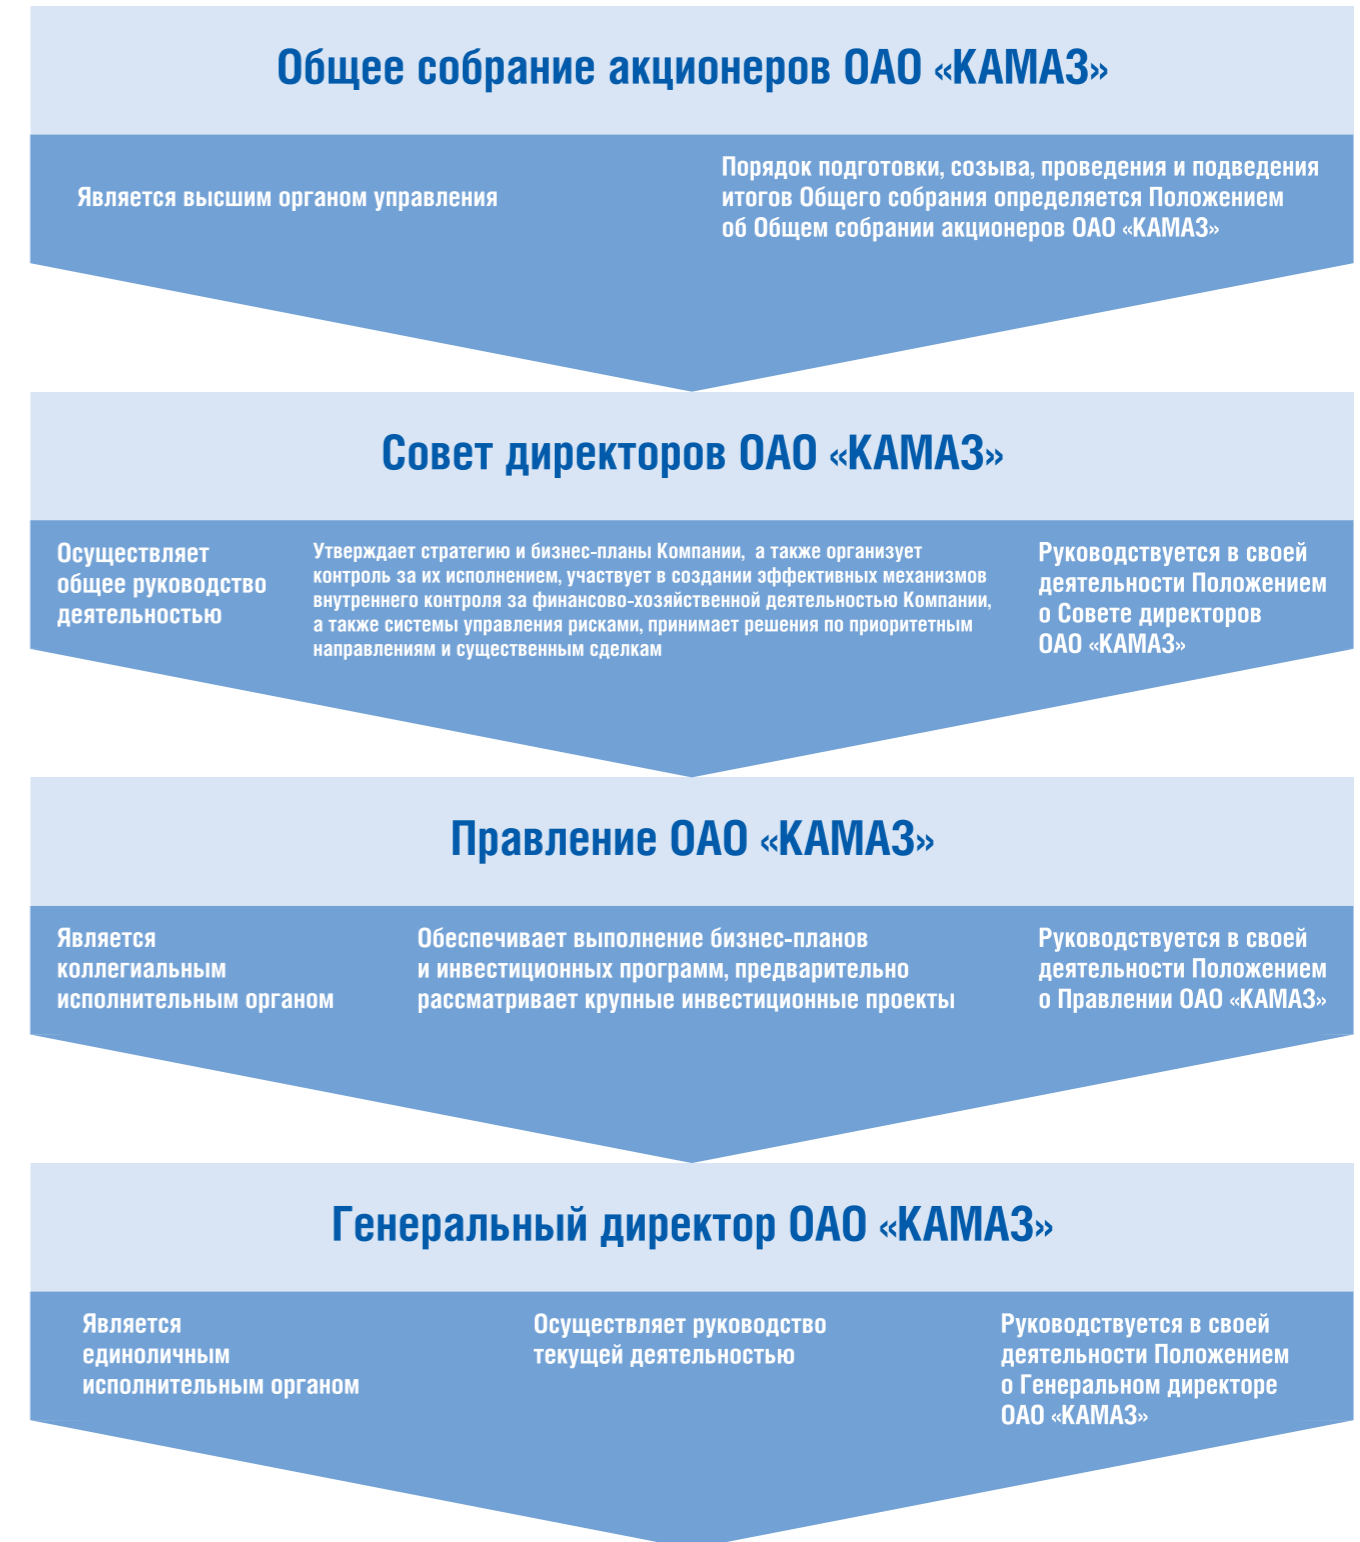 Общее собрание акционеров ОАО «КАМАЗ»
Является высшим органом управления
Порядок подготовки, созыва, проведения и подведения
итогов Общего собрания определяется Положением
об Общем собрании акционеров ОАО «КАМАЗ»
Совет директоров ОАО «КАМАЗ»
Осуществляет
общее руководство
деятельностью
Утверждает стратегию и бизнес-планы Компании, а также организует
контроль за их исполнением, участвует в создании эффективных механизмов
внутреннего контроля за финансово-хозяйственной деятельностью Компании,
а также системы управления рисками, принимает решения по приоритетным
направлениям и существенным сделкам
Руководствуется в своей
деятельности Положением
о Совете директоров
ОАО «КАМАЗ»
Правление ОАО «КАМАЗ»
Является
коллегиальным
исполнительным органом
Обеспечивает выполнение бизнес-планов
и инвестиционных программ, предварительно
рассматривает крупные инвестиционные проекты
Руководствуется в своей
деятельности Положением
о Правлении ОАО «КАМАЗ»
Генеральный директор ОАО «КАМАЗ»
Является
единоличным
исполнительным органом
Осуществляет руководство
текущей деятельностью
Руководствуется в своей
деятельности Положением
о Генеральном директоре
ОАО «КАМАЗ»